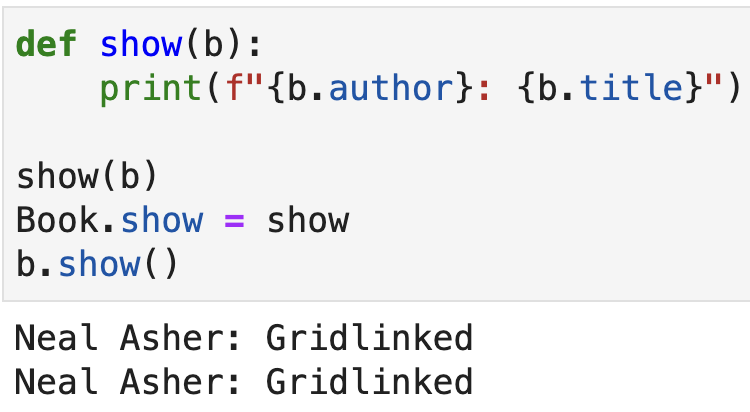 def show(b):
    print(f"{b.author}: {b.title}")

show(b)
Book.show = show
b.show()
Neal Asher: Gridlinked
Neal Asher: Gridlinked